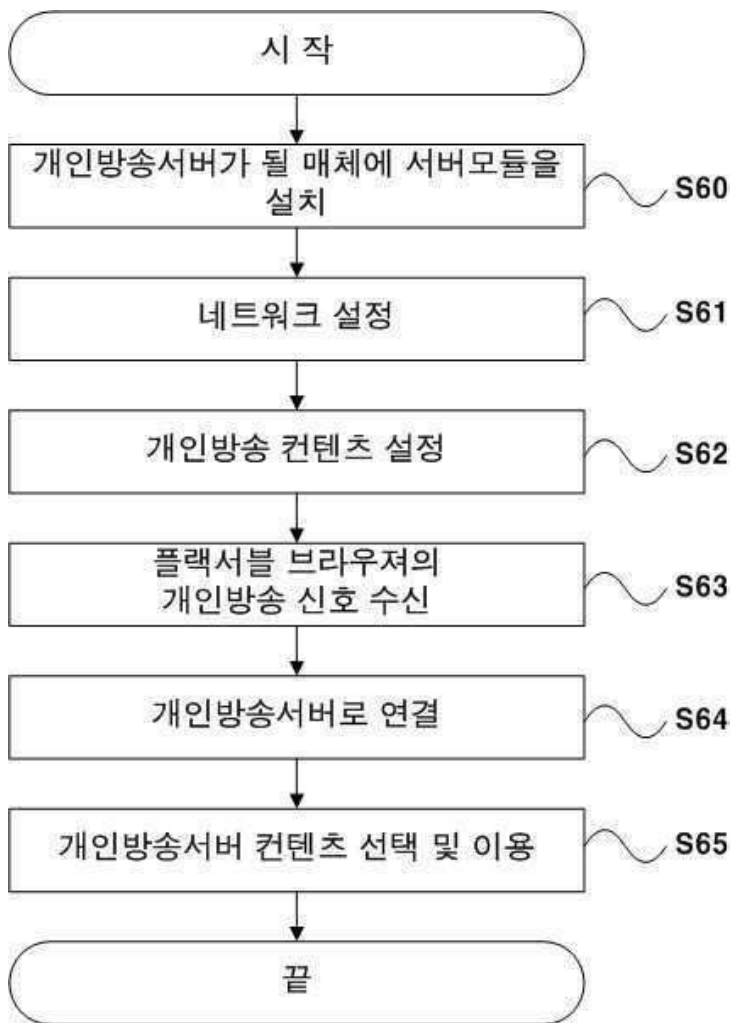 시 작
개인방송서버가 될 매체에 서버모듈을
설치
S60
네트워크 설정
S61
개인방송 컨텐츠 설정
S62
플랙서블 브라우져의
개인방송 신호 수신
S63
개인방송서버로 연결
S64
개인방송서버 컨텐츠 선택 및 이용
S65
끝